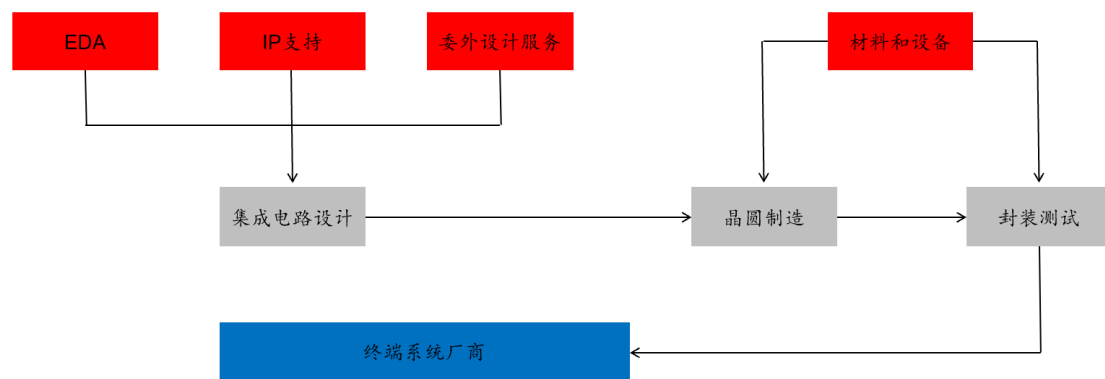 EDA
IP支持
委外设计服务
材料和设备
集成电路设计
晶圆制造
封装测试
终端系统厂商